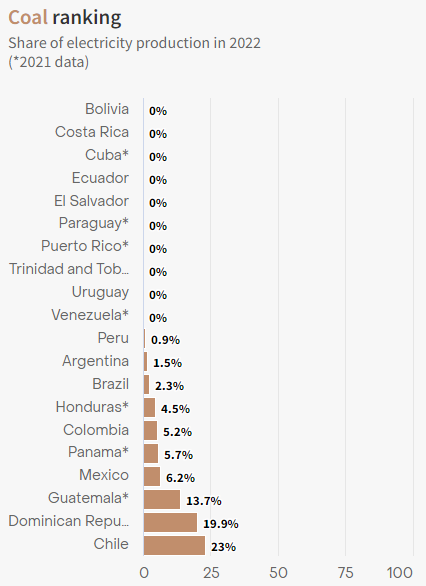 Coal ranking
Share of electricity production in 2022
(*2021 data)
Bolivia 0%
Costa Rica 0%
Cuba* 0%
Ecuador 0%
El Salvador 0%
Paraguay* 0%
Puerto Rico* 0%
Trinidad and Tob... 0%
Uruguay 0%
Venezuela* 0%
Peru 0.9%
Argentina 1.5%
Brazil 2.3%
Honduras* 4.5%
Colombia 5.2%
Panama* 5.7%
Mexico 6.2%
Guatemala* 13.7%
Dominican Repu... 19.9%
Chile 23%
0 25 50 75 100